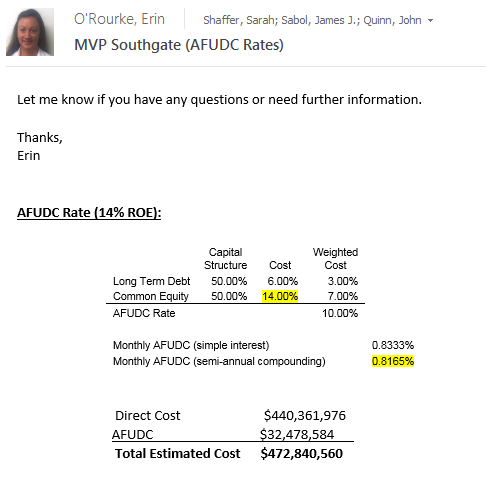 O'Rourke, Erin Shaffer, Sarah; Sabol, James J.; Quinn, John
MVP Southgate (AFUDC Rates)
Let me know if you have any questions or need further information.
Thanks,
Erin
AFUDC Rate (14% ROE):
Capital Weighted
Structure Cost Cost
Long Term Debt 50.00% 6.00% 3.00%
Common Equity 50.00% 14.00% 7.00%
AFUDC Rate 10.00%
Monthly AFUDC (simple interest) 0.8333%
Monthly AFUDC (semi-annual compounding) 0.8165%
Direct Cost $440,361,976
AFUDC $32,478,584
Total Estimated Cost $472,840,560